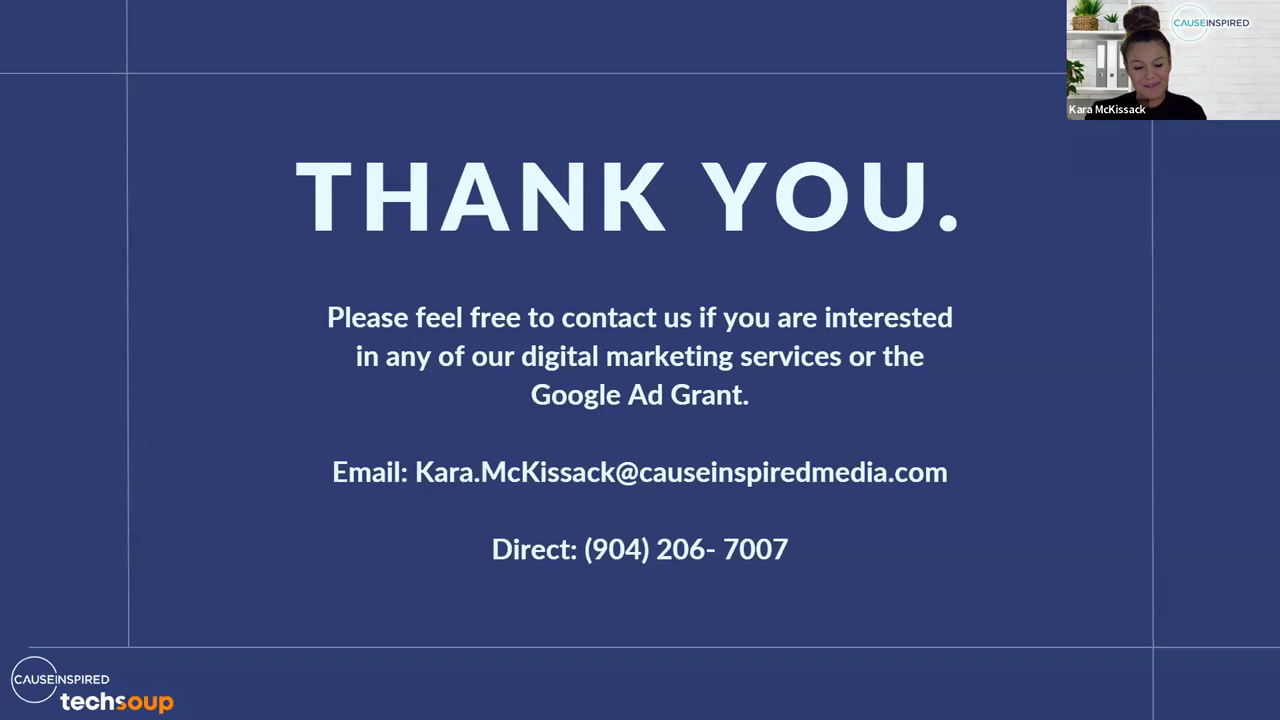 CAUSEINSPIRED
Kara McKissack
THANK YOU.
Please feel free to contact us if you are interested
in any of our digital marketing services or the
Google Ad Grant.
Email: Kara.McKissack@causeinspiredmedia.com
Direct: (904) 206- 7007
CAUSEINSPIRED
techsoup